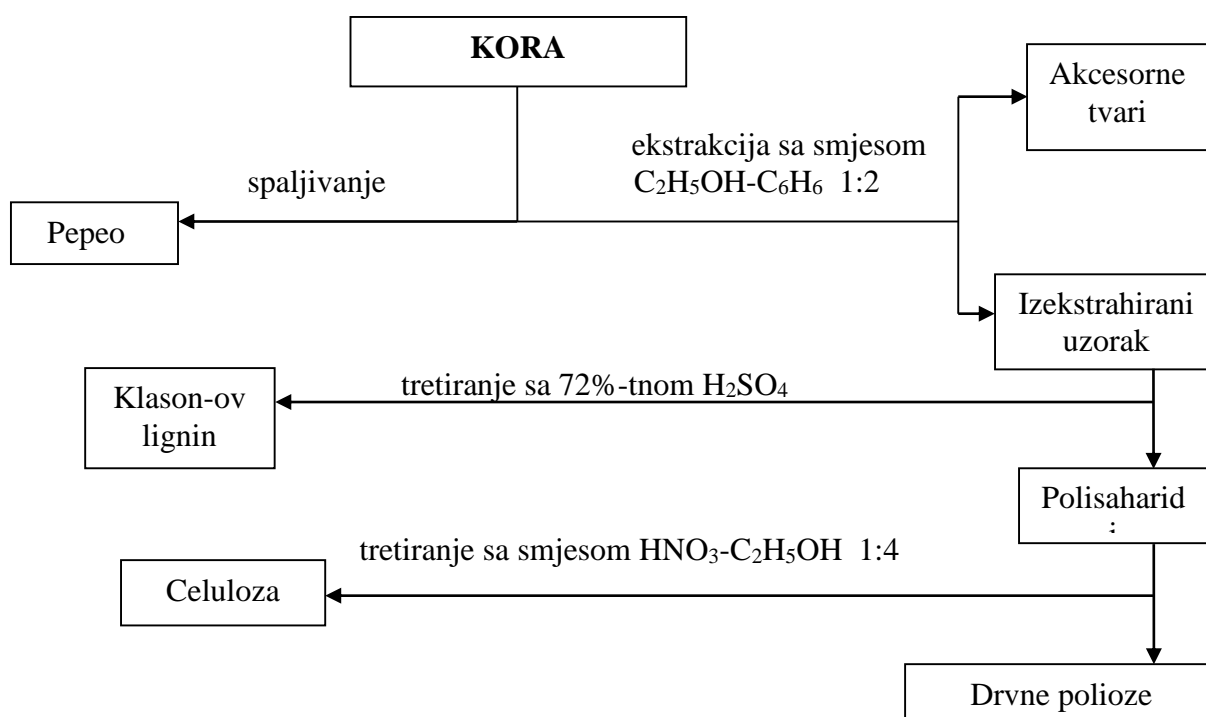 KORA
Akcesorne
tvari
ekstrakcija sa smjesom
C₂H₅OH-C₆H₆ 1:2
spaljivanje
Pepeo
Izekstrahirani
uzorak
tretiranje sa 72%-tnom H₂SO₄
Klason-ov
lignin
Polisaharid
tretiranje sa smjesom HNO₃-C₂H₅OH 1:4
Celuloza
Drvne polioze